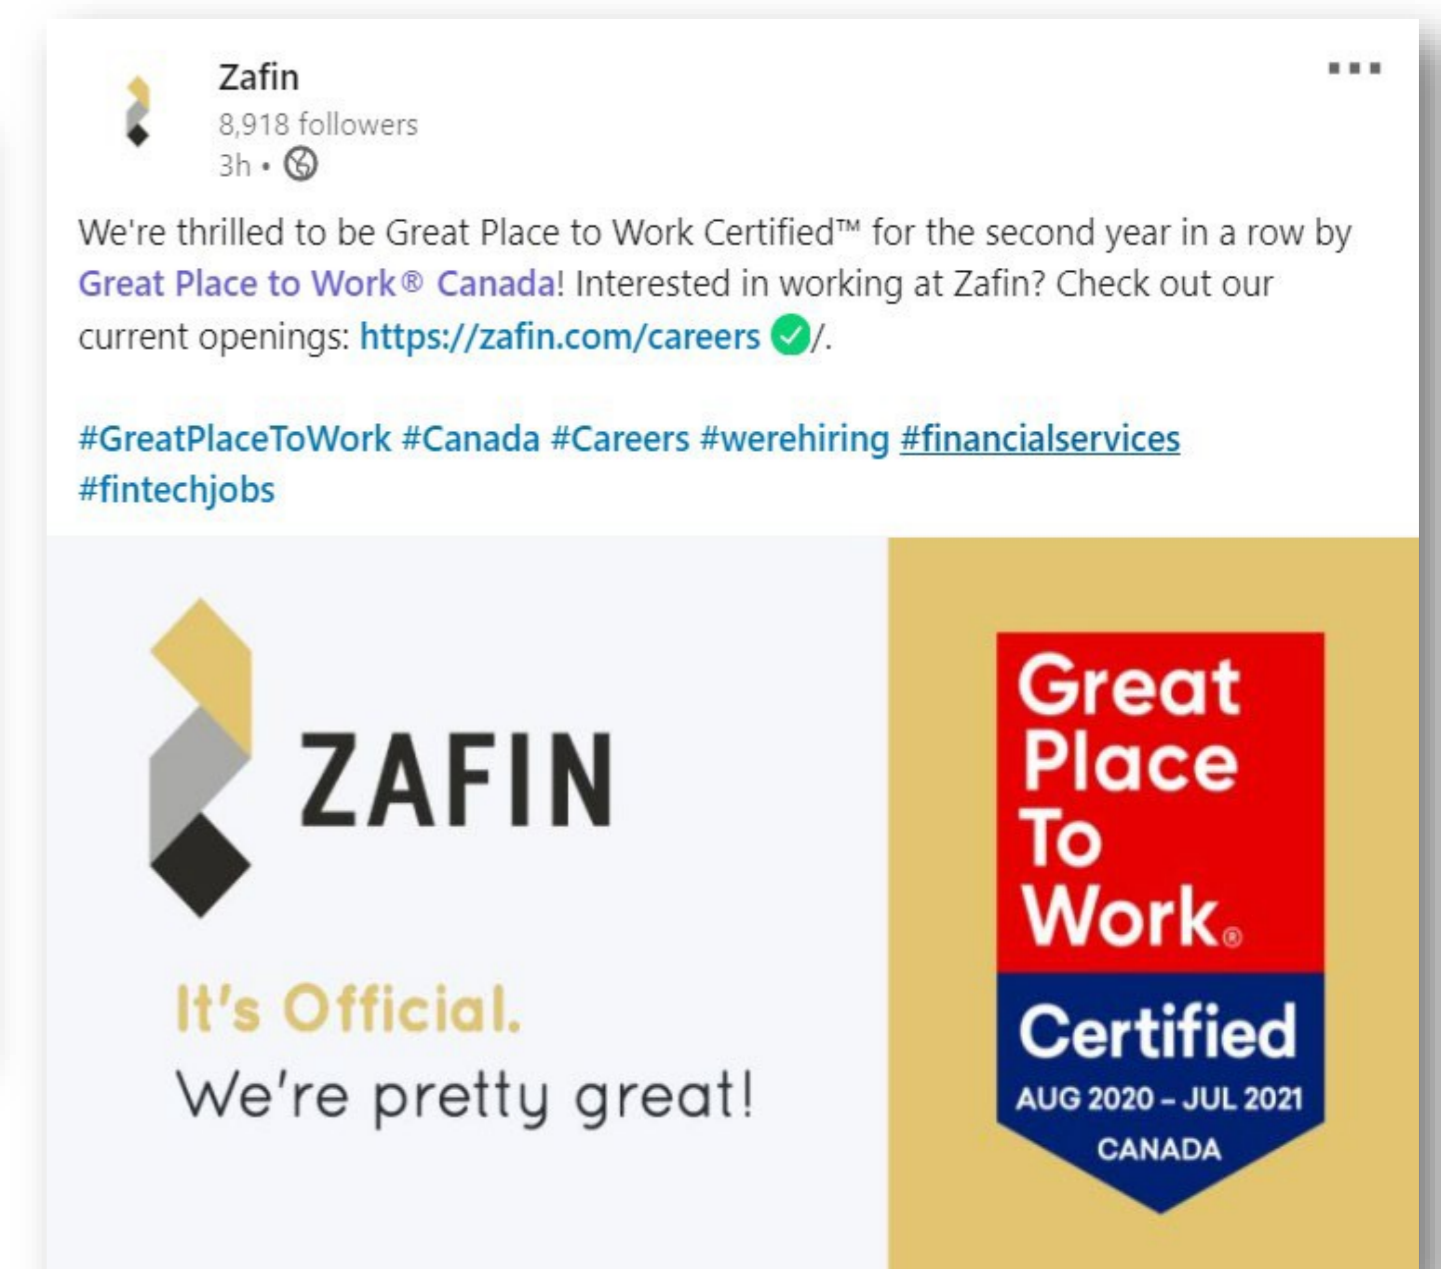 Zafin
8,918 followers
3h •
We're thrilled to be Great Place to Work Certified™ for the second year in a row by
Great Place to Work® Canada! Interested in working at Zafin? Check out our
current openings: https://zafin.com/careers /.
#GreatPlaceToWork #Canada #Careers #werehiring #financialservices
#fintechjobs
ZAFIN
It's Official.
We're pretty great!
Great
Place
To
Work®
Certified
AUG 2020 – JUL 2021
CANADA